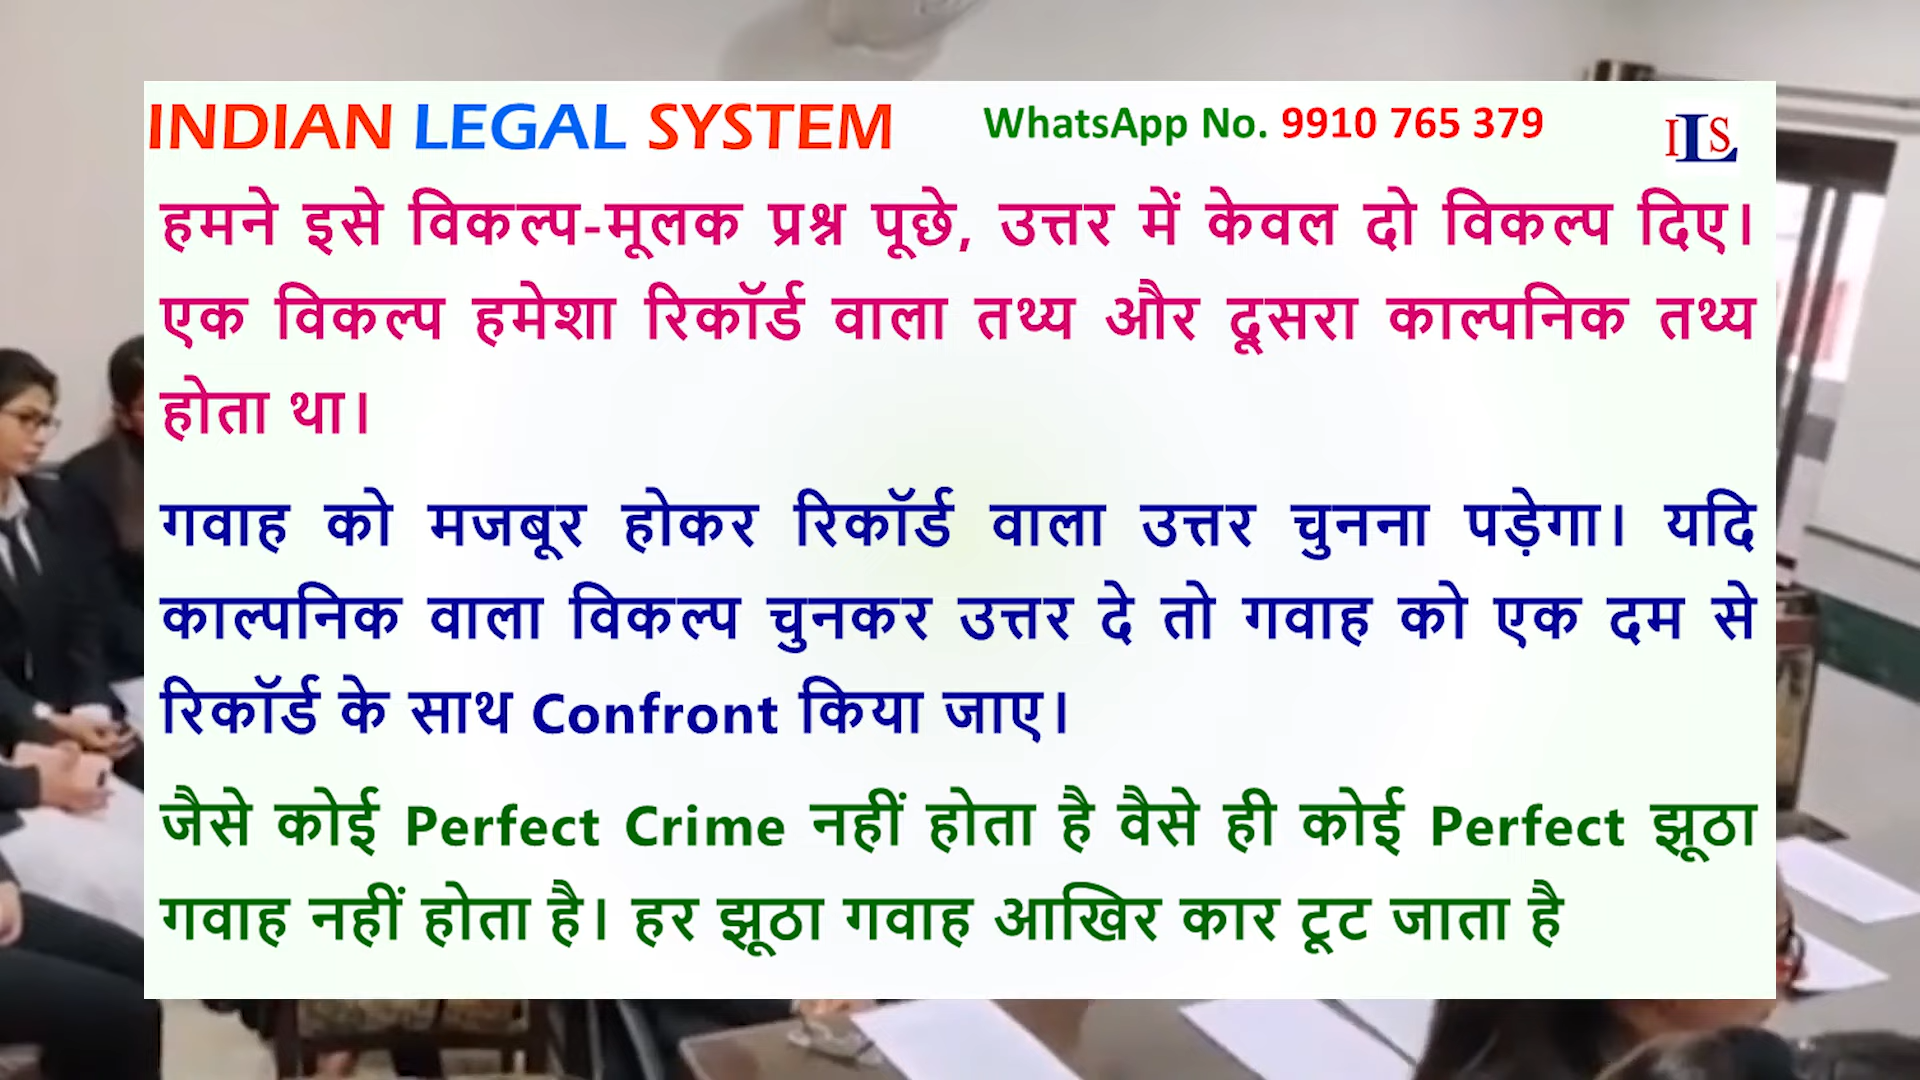 INDIAN LEGAL SYSTEM WhatsApp No. 9910 765 379 ILS
हमने इसे विकल्प-मूलक प्रश्न पूछे, उत्तर में केवल दो विकल्प दिए।
एक विकल्प हमेशा रिकॉर्ड वाला तथ्य और दूसरा काल्पनिक तथ्य
होता था।
गवाह को मजबूर होकर रिकॉर्ड वाला उत्तर चुनना पड़ेगा। यदि
काल्पनिक वाला विकल्प चुनकर उत्तर दे तो गवाह को एक दम से
रिकॉर्ड के साथ Confront किया जाए।
जैसे कोई Perfect Crime नहीं होता है वैसे ही कोई Perfect झूठा
गवाह नहीं होता है। हर झूठा गवाह आखिर कार टूट जाता है